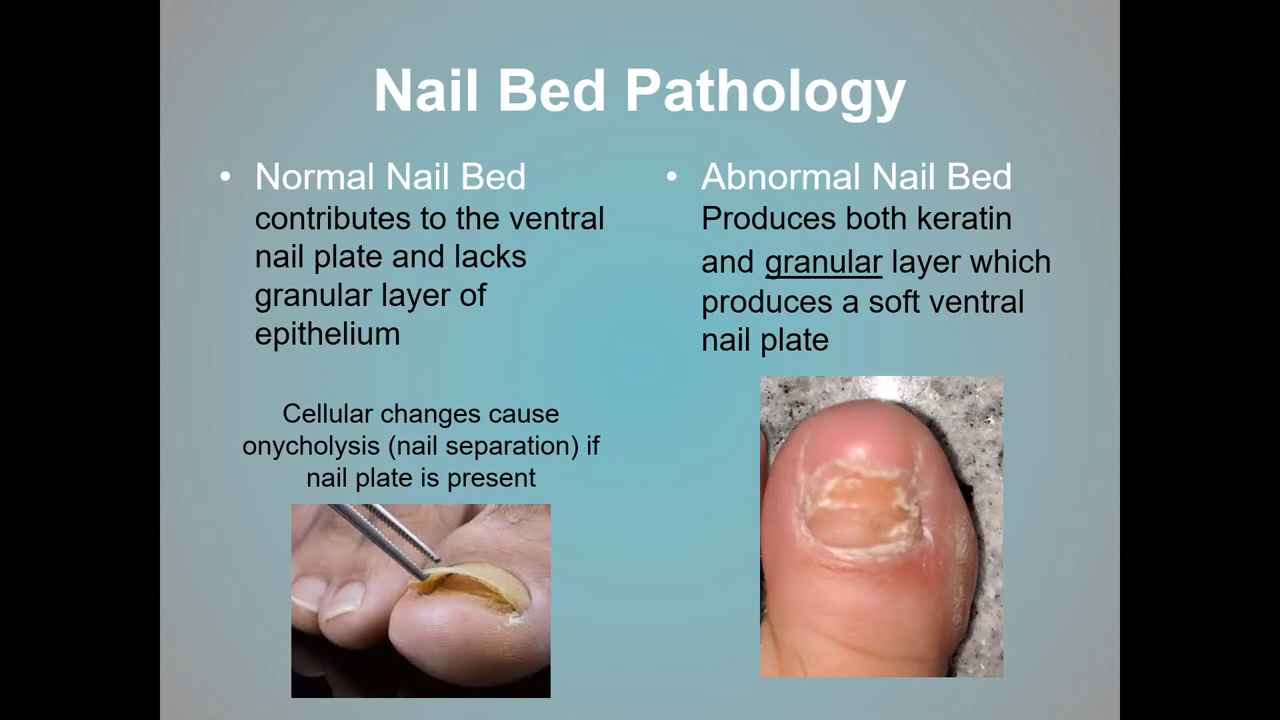 Nail Bed Pathology
• Normal Nail Bed
contributes to the ventral
nail plate and lacks
granular layer of
epithelium
Cellular changes cause
onycholysis (nail separation) if
nail plate is present
• Abnormal Nail Bed
Produces both keratin
and granular layer which
produces a soft ventral
nail plate